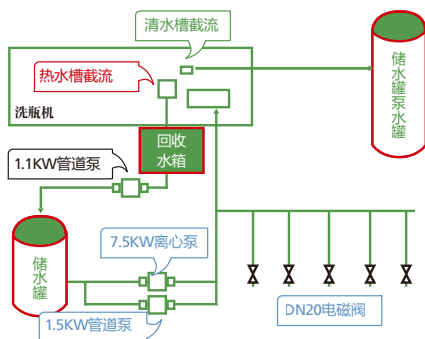 清水槽截流
热水槽截流
洗瓶机
储水罐泵水罐
回收
水箱
1.1KW管道泵
7.5KW离心泵
储水罐
1.5KW管道泵
DN20电磁阀